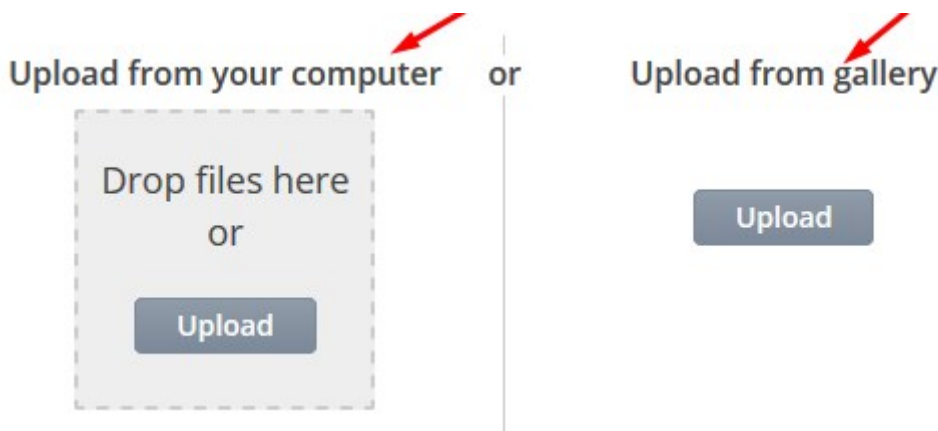 Upload from your computer or Upload from gallery
Drop files here
or
Upload
Upload